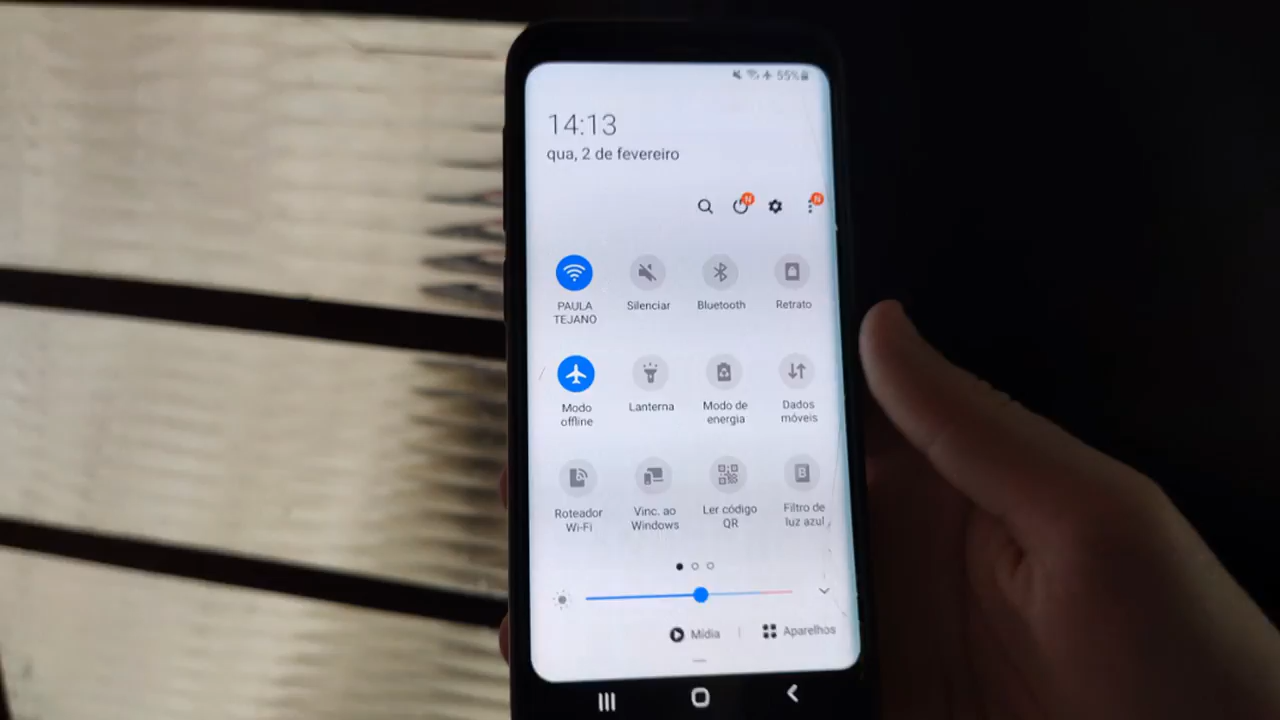 55%
14:13
qua, 2 de fevereiro
N
N
PAULA
TEJANO
Silenciar
Bluetooth
Retrato
Modo
offline
Lanterna
Modo de
energia
Dados
móveis
Roteador
Wi-Fi
Vinc. ao
Windows
Ler código
QR
B
Filtro de
luz azul
Mídia
Aparelhos